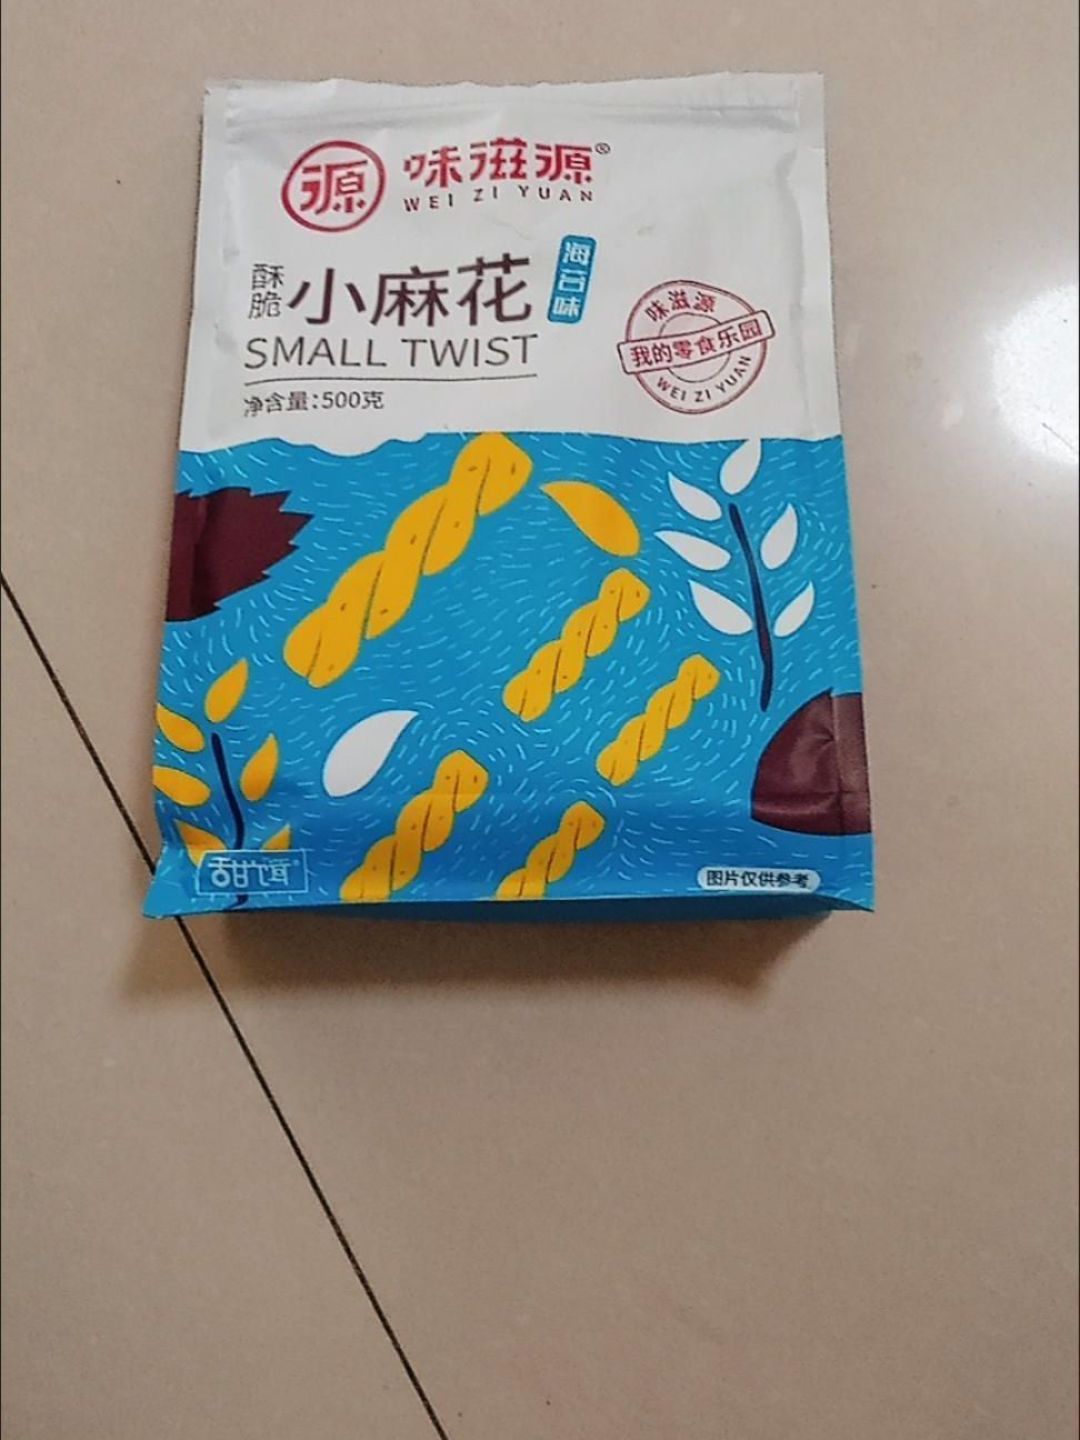 源
味滋源®
WEI ZI YUAN
酥脆
小麻花
海苔味
SMALL TWIST
净含量:500克
味滋源
我的零食乐园
WEI ZI YUAN
图片仅供参考